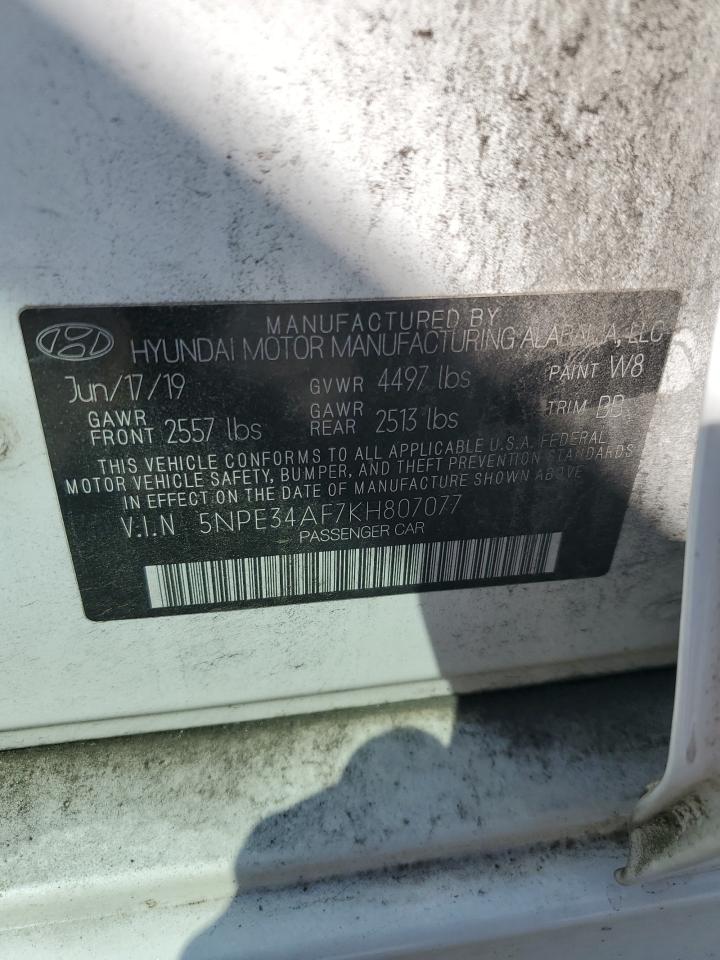 MANUFACTURED BY
HYUNDAI MOTOR MANUFACTURING ALABAMA, LLC
Jun/17/19 GVWR 4497 lbs PAINT W8
GAWR FRONT 2557 lbs GAWR REAR 2513 lbs TRIM BB
THIS VEHICLE CONFORMS TO ALL APPLICABLE U.S.A. FEDERAL
MOTOR VEHICLE SAFETY, BUMPER, AND THEFT PREVENTION STANDARDS
IN EFFECT ON THE DATE OF MANUFACTURE SHOWN ABOVE
V.I.N 5NPE34AF7KH807077
PASSENGER CAR